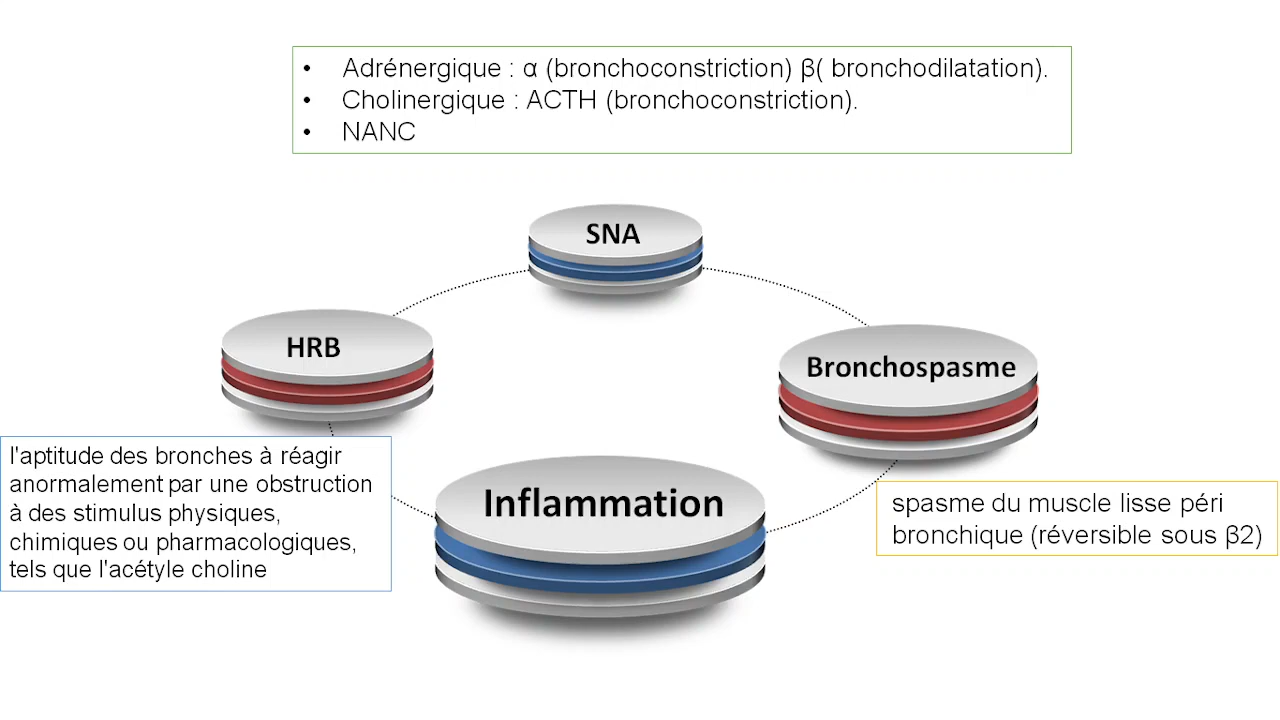 • Adrénergique : α (bronchoconstriction) β( bronchodilatation).
• Cholinergique : ACTH (bronchoconstriction).
• NANC
SNA
HRB
Bronchospasme
l'aptitude des bronches à réagir
anormalement par une obstruction
à des stimulus physiques,
chimiques ou pharmacologiques,
tels que l'acétyle choline
Inflammation
spasme du muscle lisse péri
bronchique (réversible sous β2)